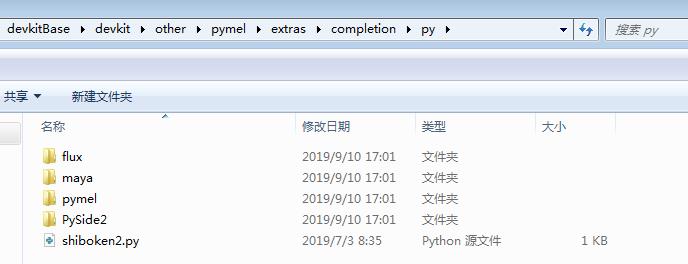 devkitBase ▸ devkit ▸ other ▸ pymel ▸ extras ▸ completion ▸ py ▸ 搜索 py
共享 新建文件夹
名称 修改日期 类型 大小
flux 2019/9/10 17:01 文件夹
maya 2019/9/10 17:01 文件夹
pymel 2019/9/10 17:01 文件夹
PySide2 2019/9/10 17:01 文件夹
shiboken2.py 2019/7/3 8:35 Python 源文件 1 KB